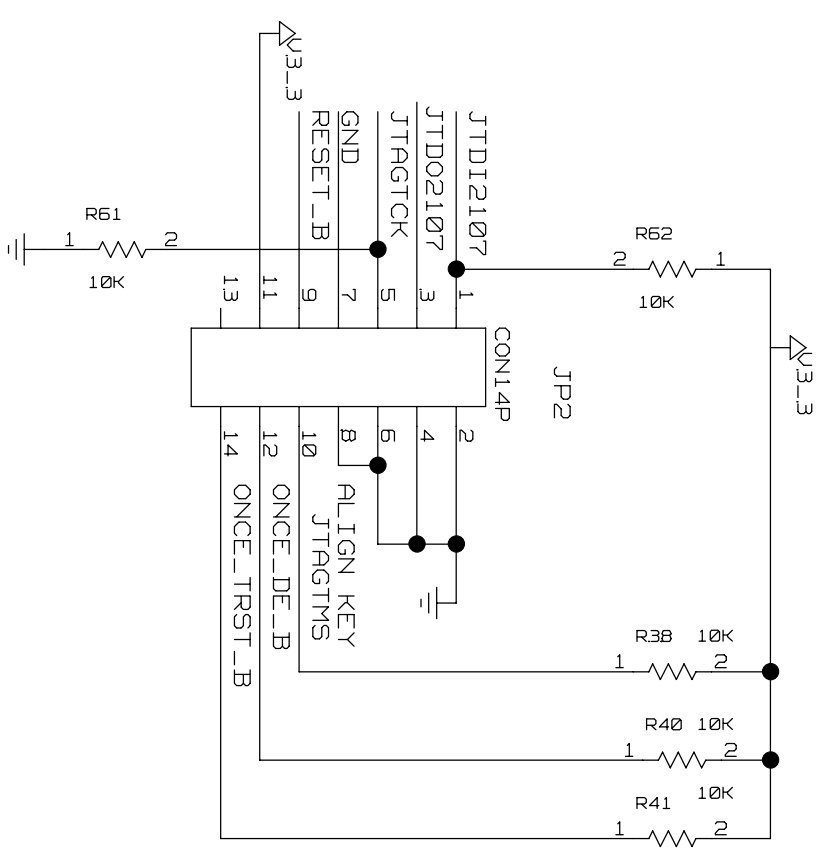 V3_3
RESET_B
GND
JTAGTCK
JTDO2107
JTDI2107
R61
1
2
10K
R62
2
1
10K
13
11
9
7
5
3
1
CON14P
JP2
V3_3
14
12
10
8
6
4
2
ONCE_TRST_B
ONCE_DE_B
JTAGTMS
ALIGN KEY
R38 10K
1
2
R40 10K
1
2
R41 10K
1
2